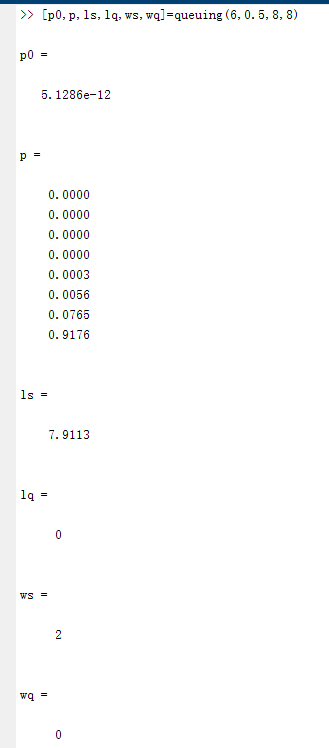 >> [p0,p,ls,lq,ws,wq]=queuing(6,0.5,8,8)
p0 =
5.1286e-12
p =
0.0000
0.0000
0.0000
0.0000
0.0003
0.0056
0.0765
0.9176
ls =
7.9113
lq =
0
ws =
2
wq =
0